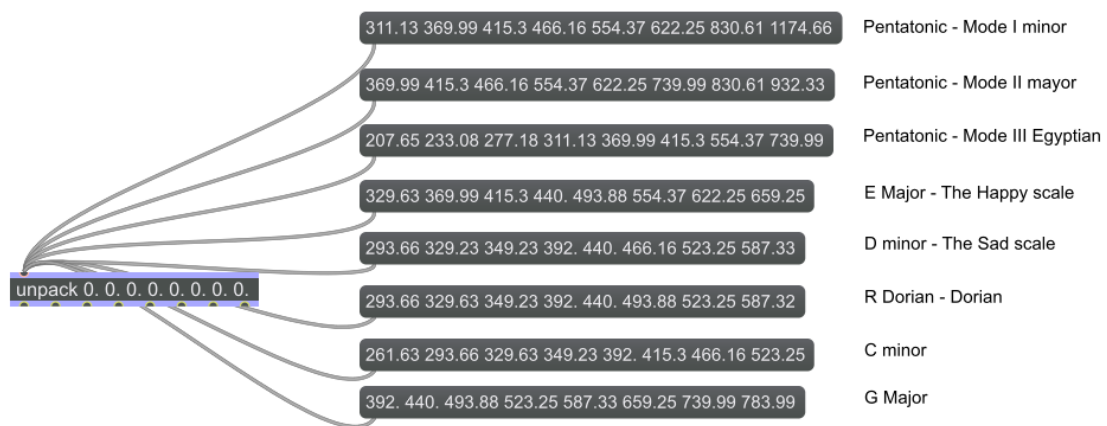 311.13 369.99 415.3 466.16 554.37 622.25 830.61 1174.66 Pentatonic - Mode I minor
369.99 415.3 466.16 554.37 622.25 739.99 830.61 932.33 Pentatonic - Mode II mayor
207.65 233.08 277.18 311.13 369.99 415.3 554.37 739.99 Pentatonic - Mode III Egyptian
329.63 369.99 415.3 440. 493.88 554.37 622.25 659.25 E Major - The Happy scale
293.66 329.23 349.23 392. 440. 466.16 523.25 587.33 D minor - The Sad scale
unpack 0. 0. 0. 0. 0. 0. 0. 0.
293.66 329.63 349.23 392. 440. 493.88 523.25 587.32 R Dorian - Dorian
261.63 293.66 329.63 349.23 392. 415.3 466.16 523.25 C minor
392. 440. 493.88 523.25 587.33 659.25 739.99 783.99 G Major